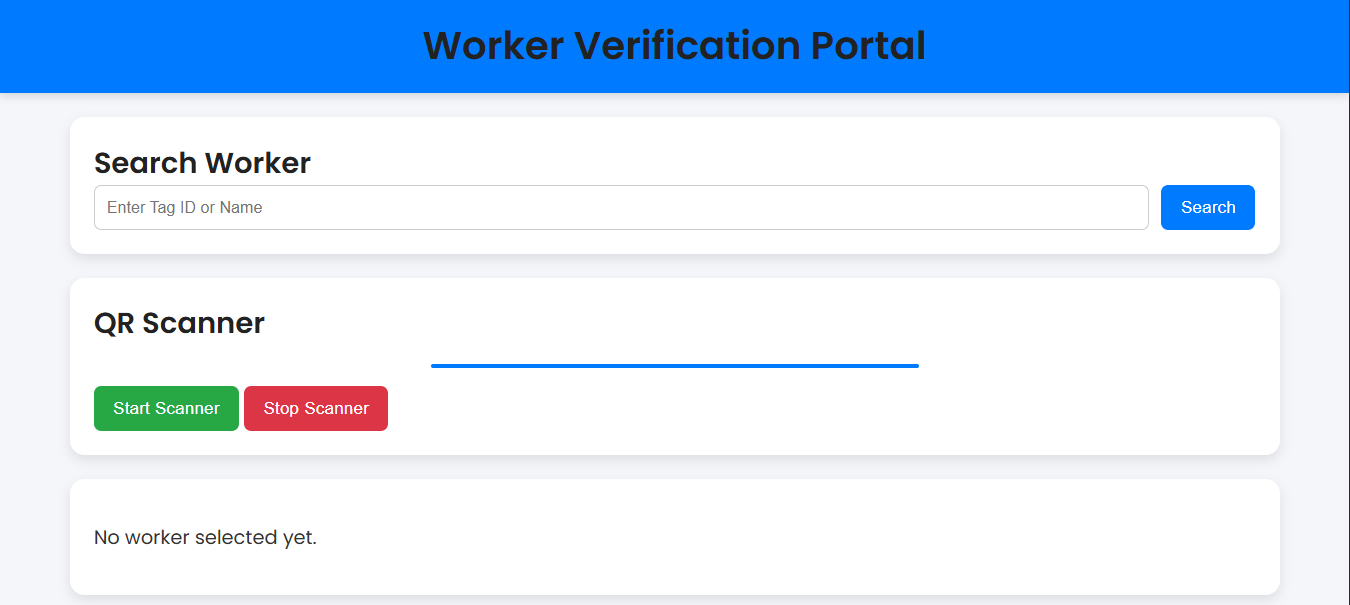 Worker Verification Portal
Search Worker
Enter Tag ID or Name
Search
QR Scanner
Start Scanner
Stop Scanner
No worker selected yet.